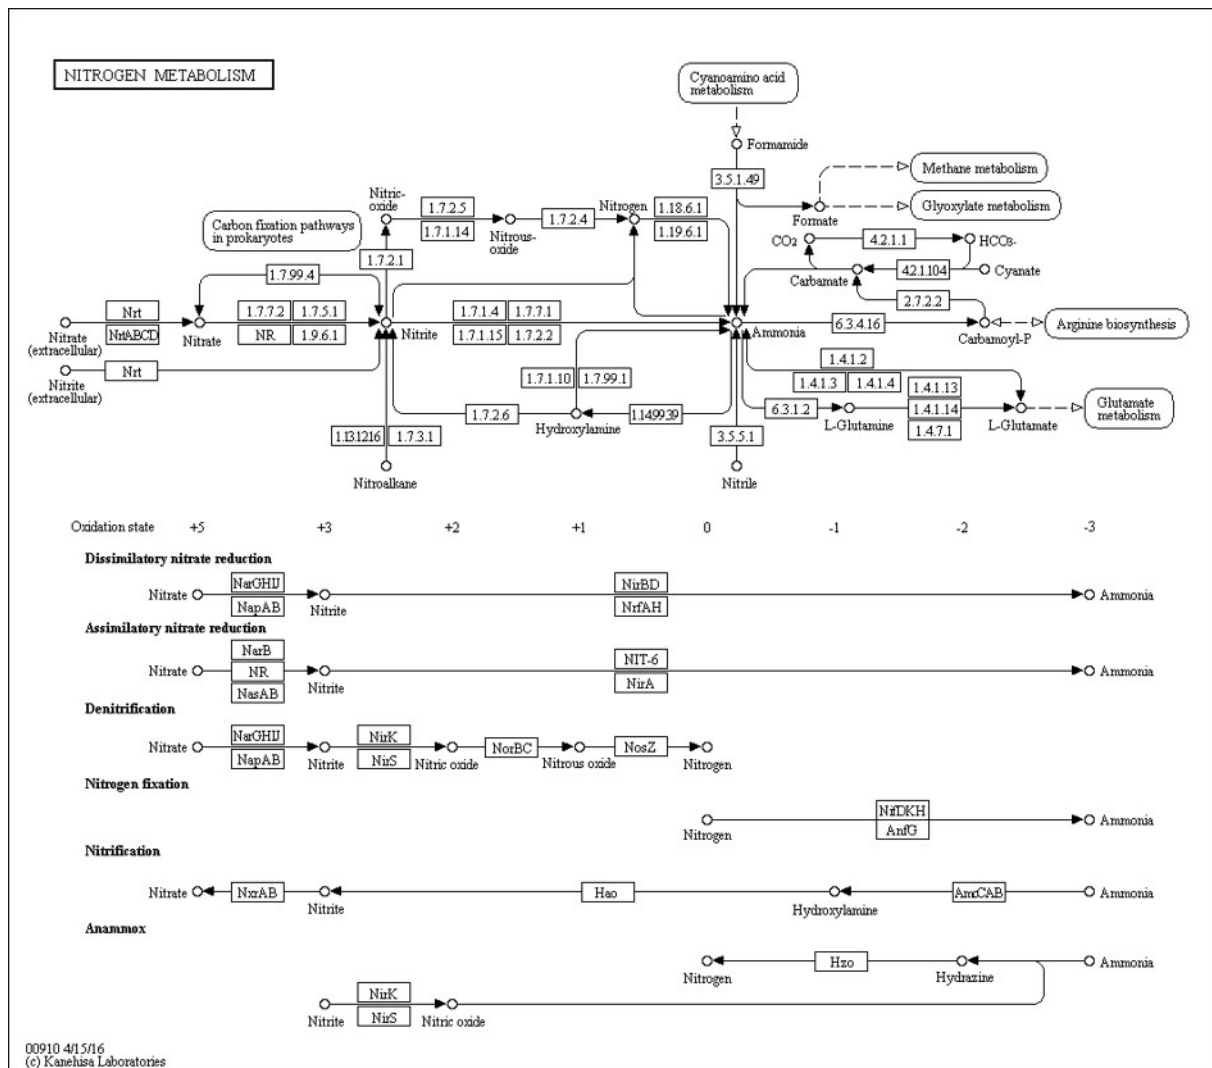 NITROGEN METABOLISM
Cyanoamino acid
metabolism
Formamide
3.5.1.49
Methane metabolism
Formate
Glyoxylate metabolism
Nitric-
oxide
1.7.2.5
1.7.1.14
Nitrous-
oxide
1.7.2.4
Nitrogen
1.18.6.1
1.19.6.1
Carbon fixation pathways
in prokaryotes
CO2
4.2.1.1
HCO3-
1.7.2.1
1.7.99.4
Carbamate
4.2.1.104
Cyanate
2.7.2.2
Nrt
NrtABCD
Nitrate
(extracellular)
1.7.7.2
1.7.5.1
NR
1.9.6.1
Nitrate
Nitrite
1.7.1.4
1.7.7.1
1.7.1.15
1.7.2.2
Ammonia
6.3.4.16
Carbamoyl-P
Arginine biosynthesis
Nrt
Nitrite
(extracellular)
1.7.1.10
1.7.99.1
1.4.1.2
1.4.1.3
1.4.1.4
1.4.1.13
1.7.2.6
Hydroxylamine
1.14.99.39
6.3.1.2
L-Glutamine
1.4.1.14
L-Glutamate
Glutamate
metabolism
1.4.7.1
1.13.12.16
1.7.3.1
3.5.5.1
Nitroalkane
Nitrile
Oxidation state +5 +3 +2 +1 0 -1 -2 -3
Dissimilatory nitrate reduction
NarGHIJ NirBD
Nitrate Nitrite Ammonia
NapAB NrfAH
Assimilatory nitrate reduction
NarB NIT-6
Nitrate NR Nitrite Ammonia
NasAB NirA
Denitrification
NarGHIJ NirK
Nitrate Nitrite Nitric oxide NorBC Nitrous oxide NosZ Nitrogen
NapAB NirS
Nitrogen fixation
NifDKH
Nitrogen Ammonia
AnfG
Nitrification
Nitrate NxrAB Nitrite Hao Hydroxylamine AmoCAB Ammonia
Anammox
Nitrogen Hzo Hydrazine Ammonia
NirK
Nitrite Nitric oxide
NirS
00910 4/15/16
(c) Kanehisa Laboratories